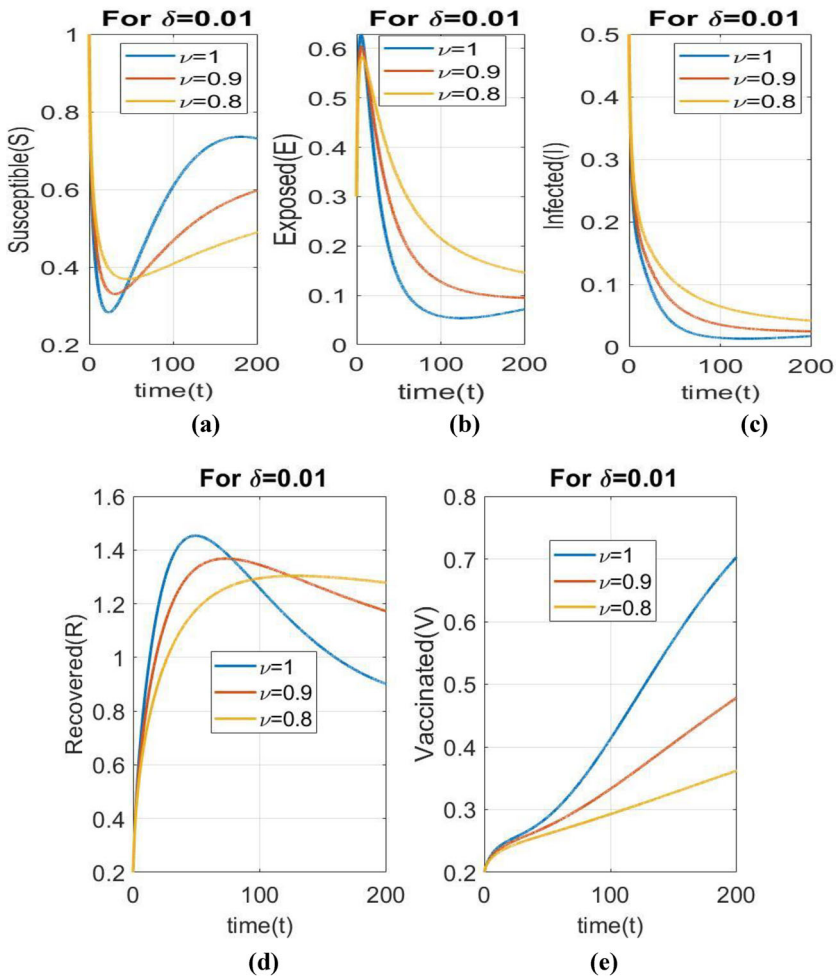 For δ=0.01
1
0.8
0.6
0.4
0.2
Susceptible(S)
ν=1
ν=0.9
ν=0.8
0 100 200
time(t)
(a)
For δ=0.01
0.6
0.5
0.4
0.3
0.2
0.1
0
Exposed(E)
ν=1
ν=0.9
ν=0.8
0 100 200
time(t)
(b)
For δ=0.01
0.5
0.4
0.3
0.2
0.1
0
Infected(I)
ν=1
ν=0.9
ν=0.8
0 100 200
time(t)
(c)
For δ=0.01
1.6
1.4
1.2
1
0.8
0.6
0.4
0.2
Recovered(R)
ν=1
ν=0.9
ν=0.8
0 100 200
time(t)
(d)
For δ=0.01
0.8
0.7
0.6
0.5
0.4
0.3
0.2
Vaccinated(V)
ν=1
ν=0.9
ν=0.8
0 100 200
time(t)
(e)